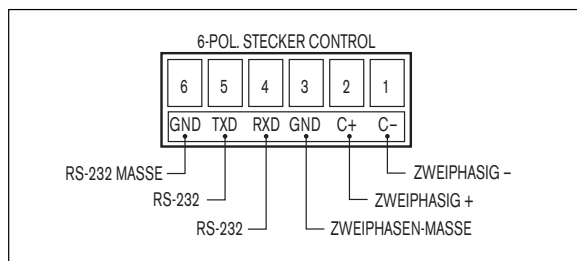 6-POL. STECKER CONTROL
6 5 4 3 2 1
GND TXD RXD GND C+ C–
RS-232 MASSE
ZWEIPHASIG –
RS-232
ZWEIPHASIG +
RS-232
ZWEIPHASEN-MASSE